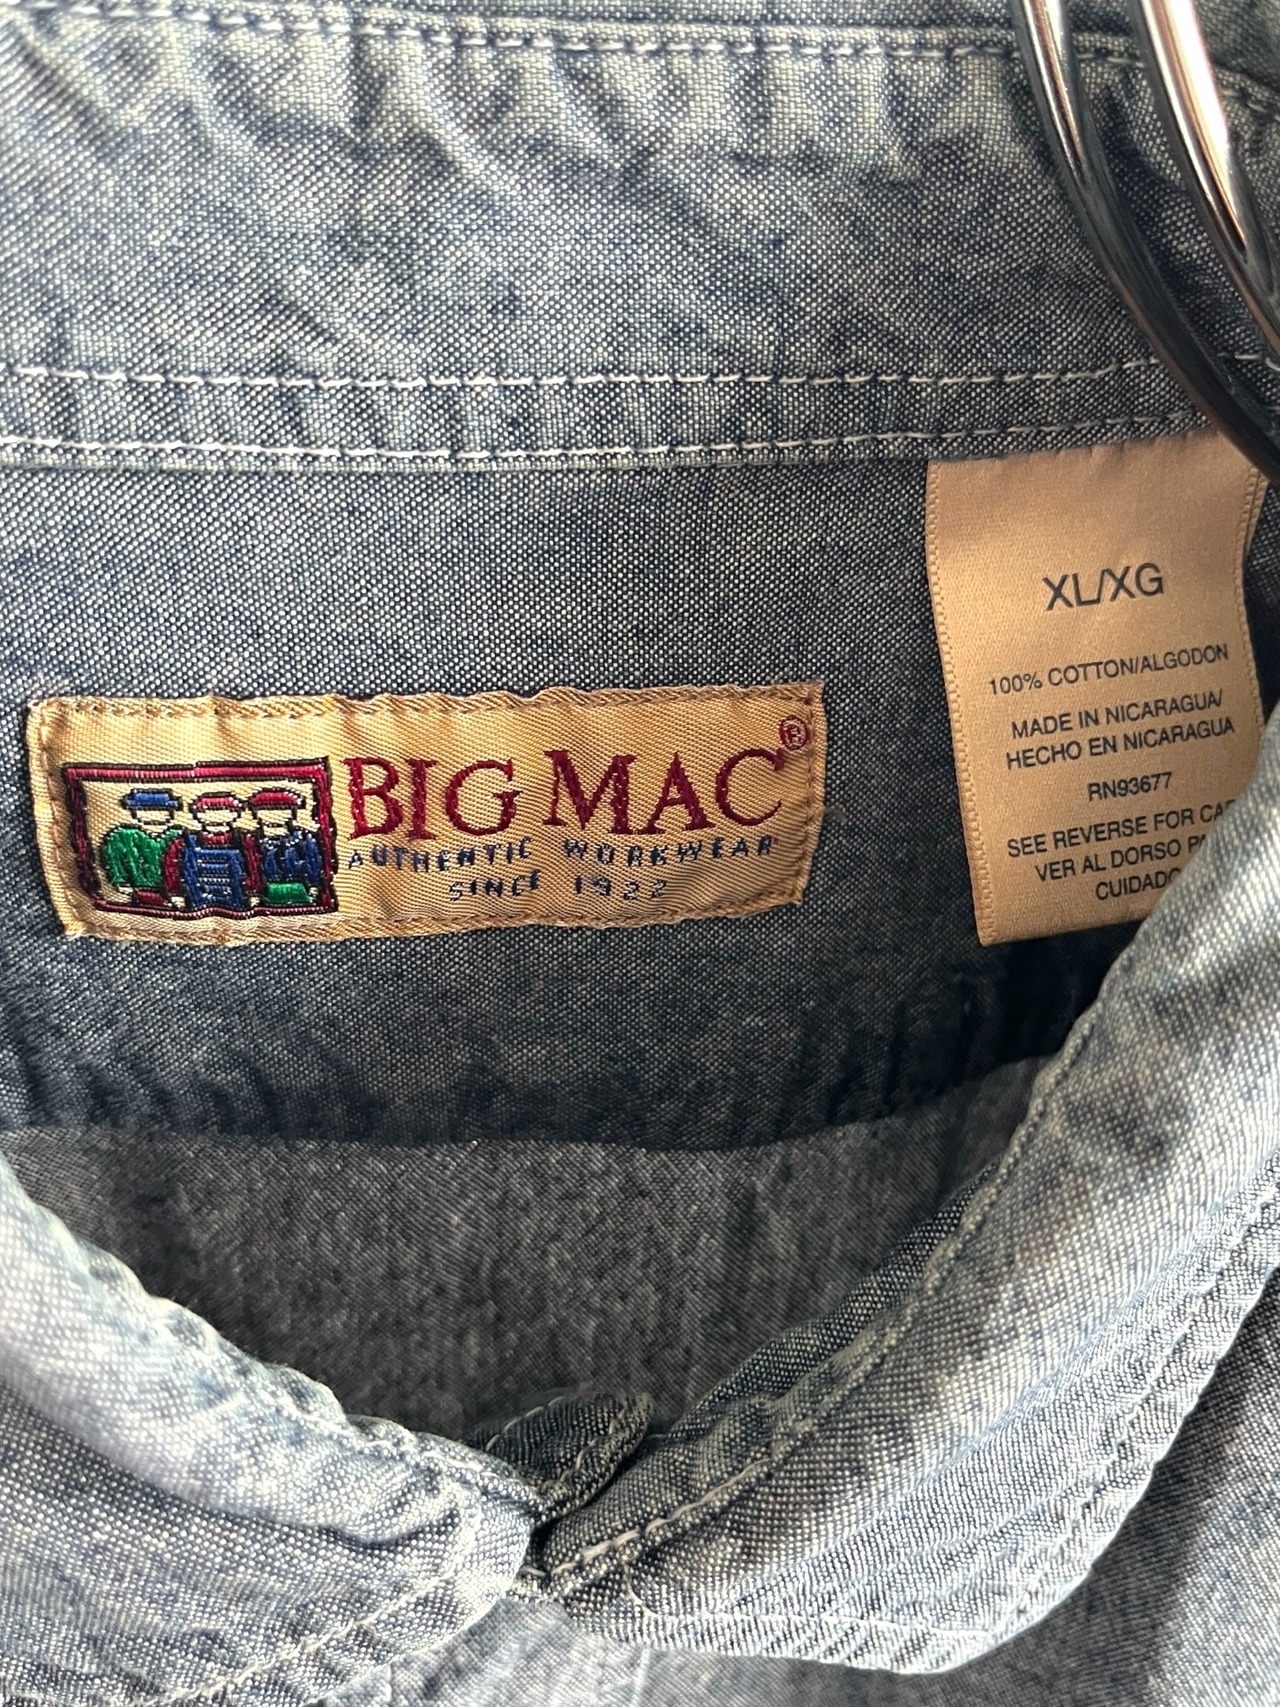 BIG MAC®
AUTHENTIC WORKWEAR
SINCE 1922
XL/XG
100% COTTON/ALGODON
MADE IN NICARAGUA/
HECHO EN NICARAGUA
RN93677
SEE REVERSE FOR
VER AL DORSO
CUIDADO